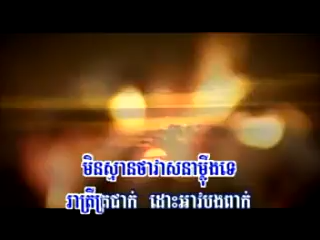 មិនស្មានថាវាសនាម្ល៉ឹងទេ
រាត្រីត្រជាក់ ដោះអាវបងពាក់